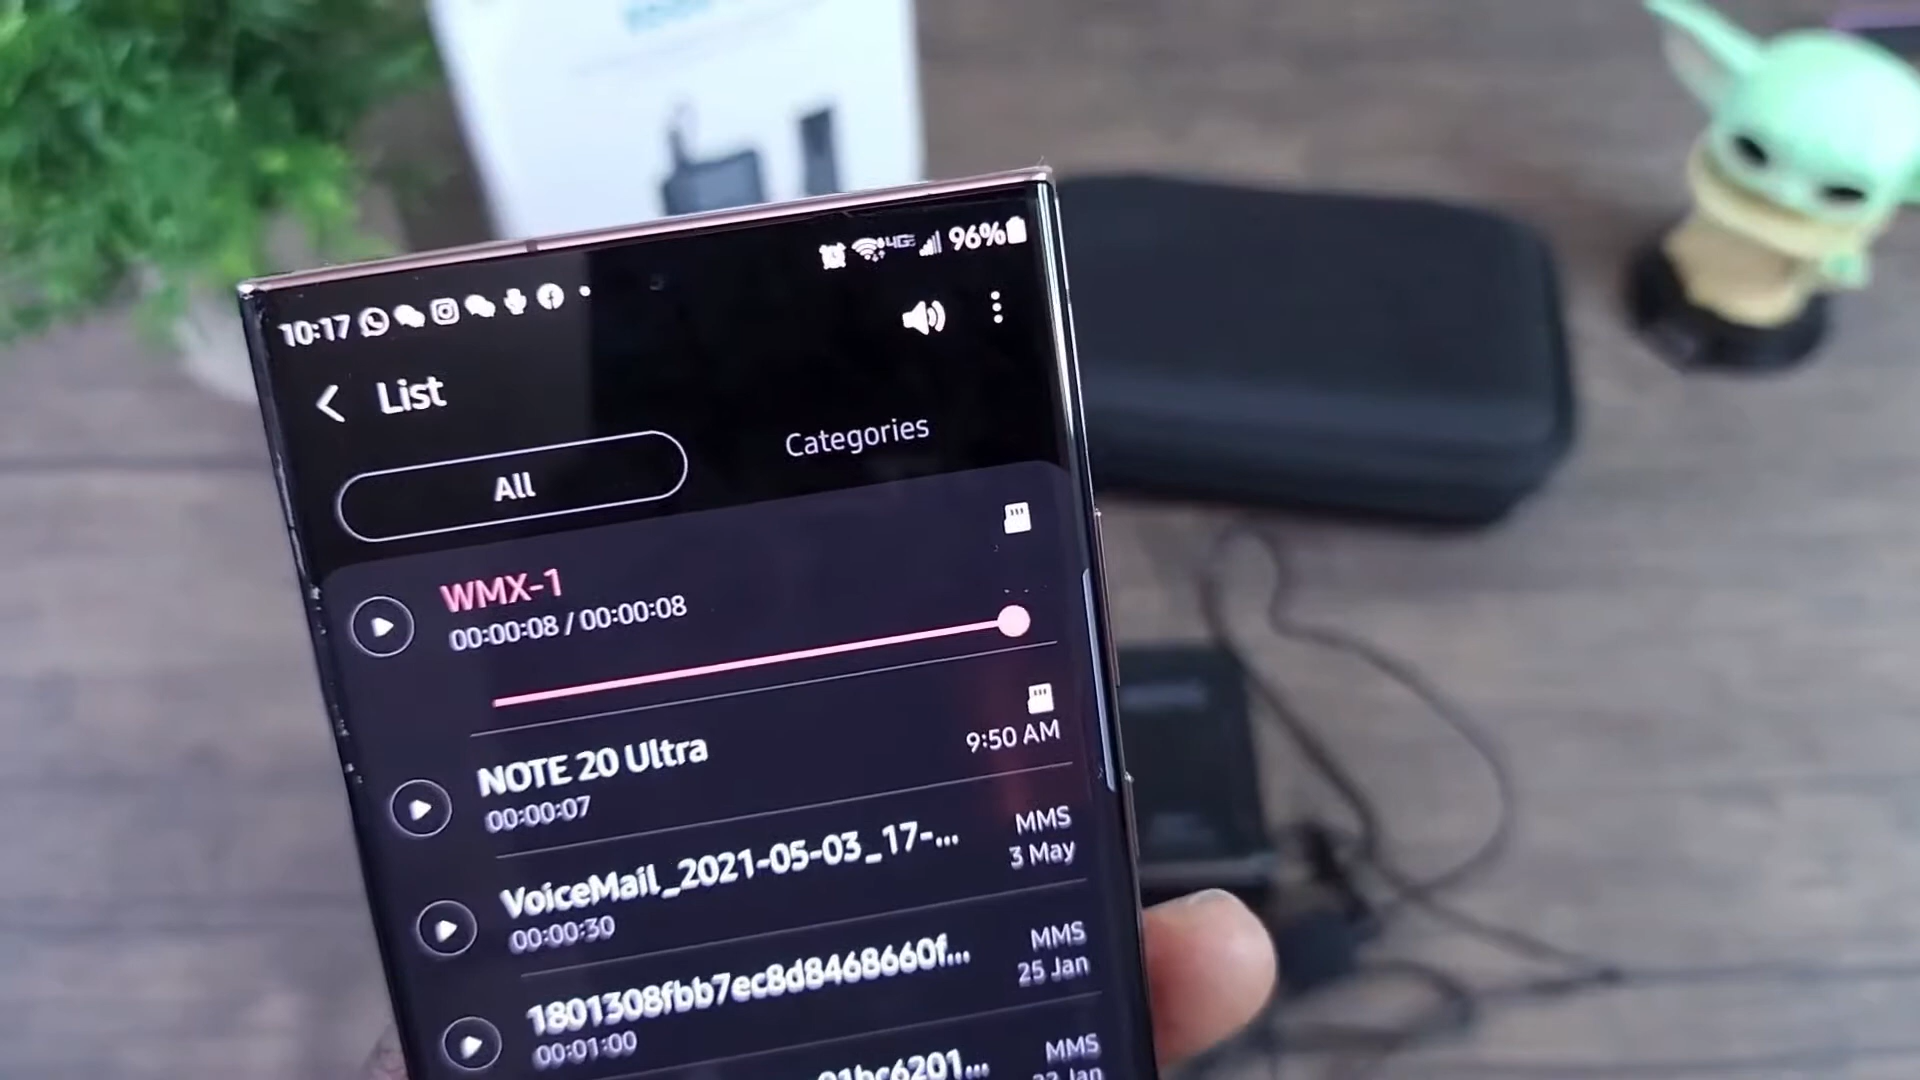 96%
10:17
List
All
Categories
WMX-1
00:00:08 / 00:00:08
NOTE 20 Ultra
9:50 AM
00:00:07
VoiceMail_2021-05-03_17-...
MMS
3 May
00:00:30
1801308fbb7ec8d8468660f...
MMS
25 Jan
00:01:00
MMS